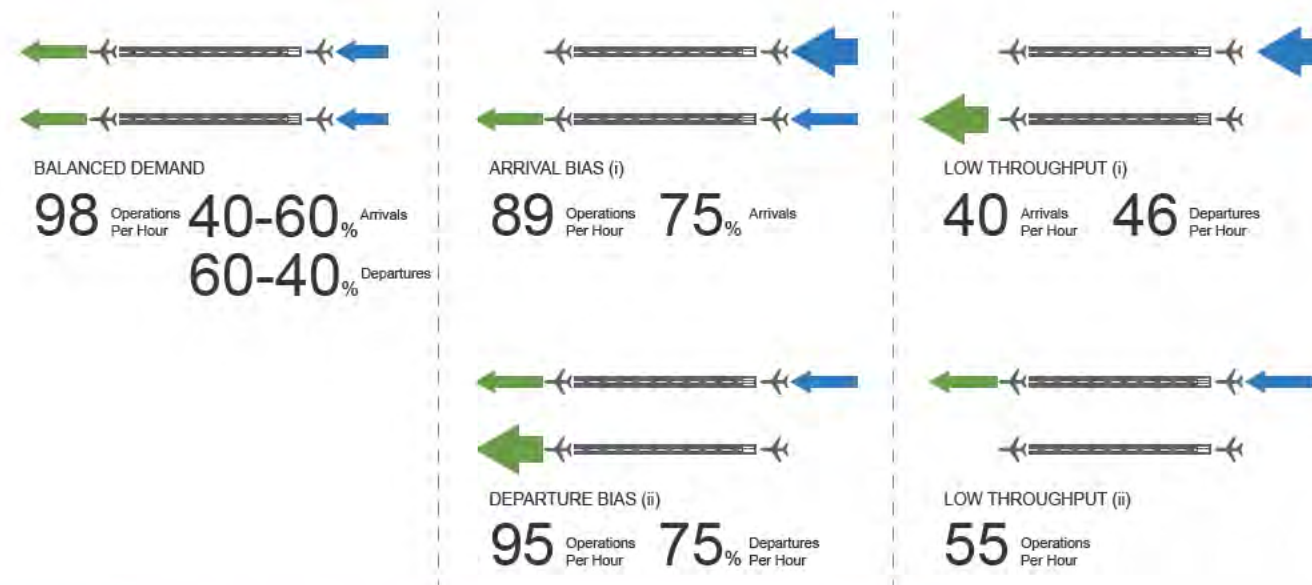 BALANCED DEMAND
98 Operations Per Hour 40-60% Arrivals
60-40% Departures
ARRIVAL BIAS (i)
89 Operations Per Hour 75% Arrivals
LOW THROUGHPUT (i)
40 Arrivals Per Hour 46 Departures Per Hour
DEPARTURE BIAS (ii)
95 Operations Per Hour 75% Departures Per Hour
LOW THROUGHPUT (ii)
55 Operations Per Hour